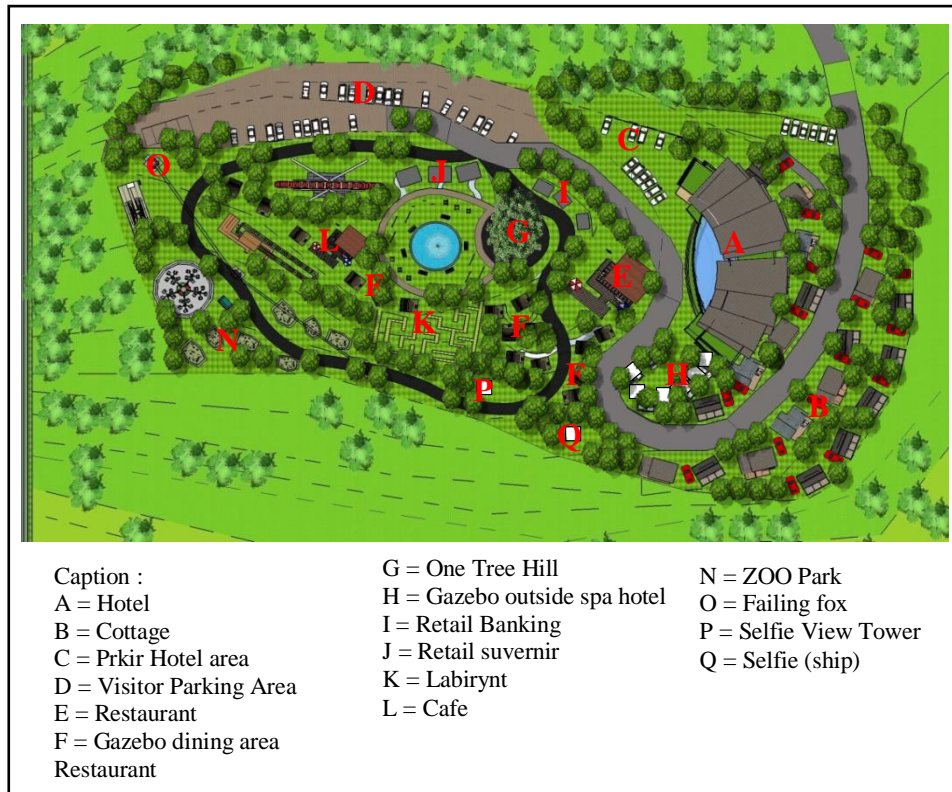 D
O
C
J
I
L
G
A
F
E
K
F
N
P
F
H
B
Q
Caption :
A = Hotel
B = Cottage
C = Prkir Hotel area
D = Visitor Parking Area
E = Restaurant
F = Gazebo dining area
Restaurant
G = One Tree Hill
H = Gazebo outside spa hotel
I = Retail Banking
J = Retail suvernir
K = Labirynt
L = Cafe
N = ZOO Park
O = Failing fox
P = Selfie View Tower
Q = Selfie (ship)